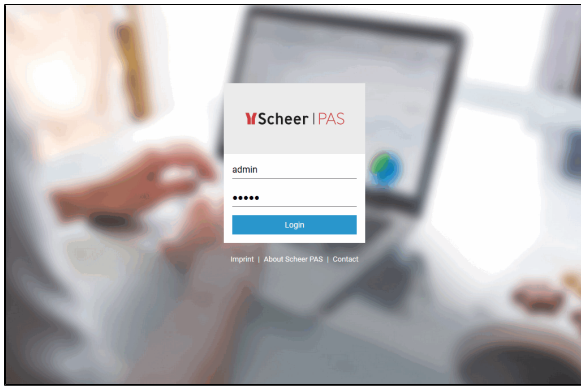 Scheer | PAS
admin
•••••
Login
Imprint | About Scheer PAS | Contact